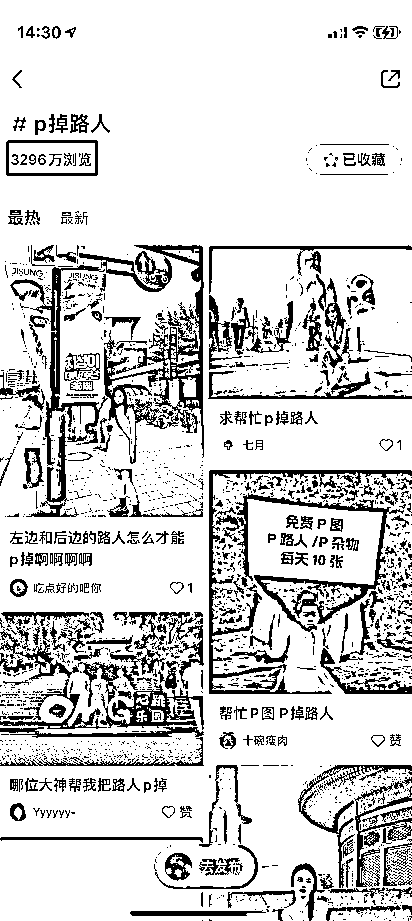 14:30
# p掉路人
3296万浏览
已收藏
最热 最新
JISUNG
JISUNG
左边和后边的路人怎么才能
p掉啊啊啊啊
吃点好的吧你
1
求帮忙p掉路人
七月
1
免费P图
P路人/P杂物
每天10张
帮忙P图P掉路人
十碗瘦肉
赞
OMG
哪位大神帮我把路人p掉
Yyyyyy-
赞
去发布